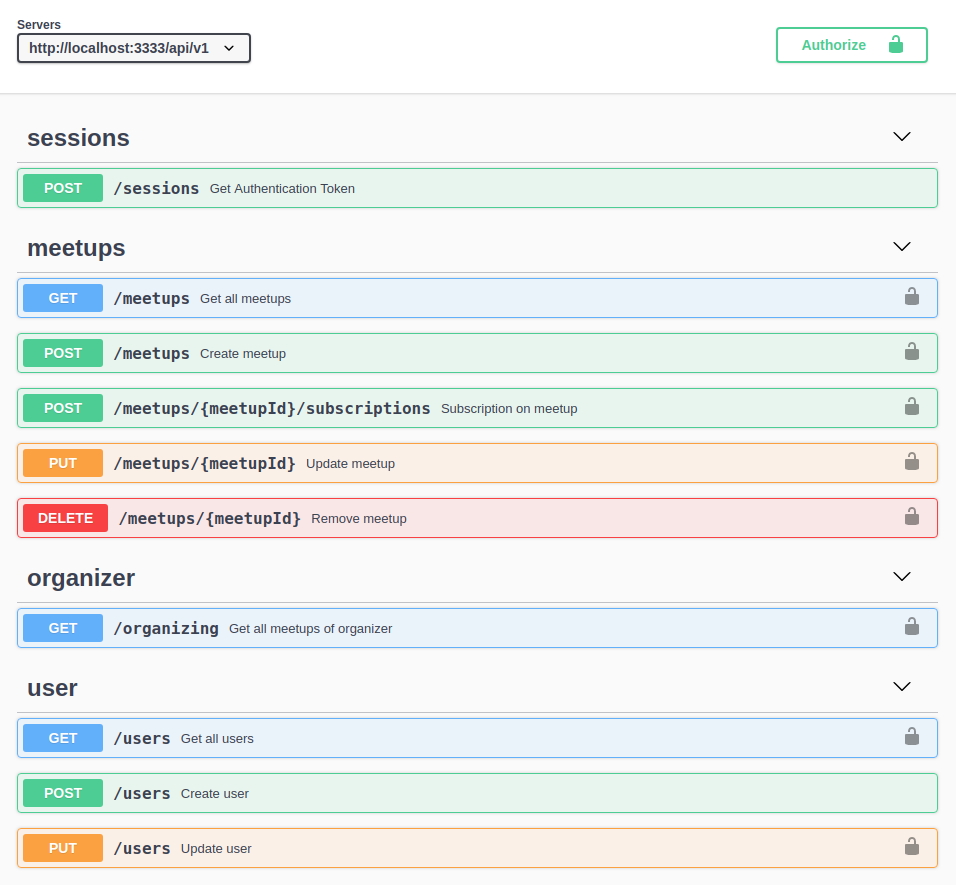 Servers
http://localhost:3333/api/v1
Authorize
sessions
POST /sessions Get Authentication Token
meetups
GET /meetups Get all meetups
POST /meetups Create meetup
POST /meetups/{meetupId}/subscriptions Subscription on meetup
PUT /meetups/{meetupId} Update meetup
DELETE /meetups/{meetupId} Remove meetup
organizer
GET /organizing Get all meetups of organizer
user
GET /users Get all users
POST /users Create user
PUT /users Update user